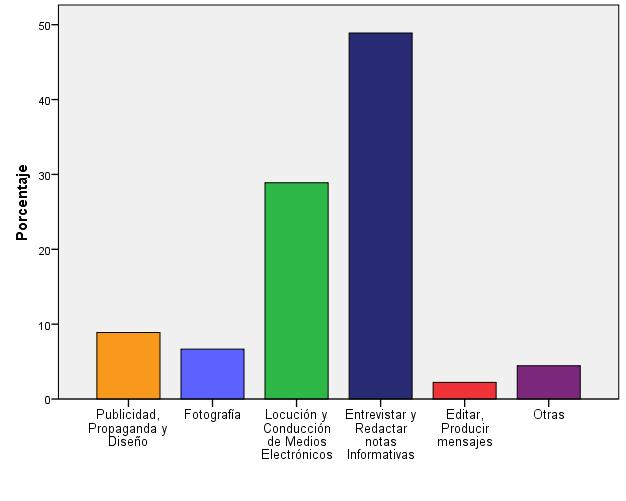 50
40
30
20
10
0
Porcentaje
Publicidad,
Propaganda y
Diseño
Fotografía
Locución y
Conducción
de Medios
Electrónicos
Entrevistar y
Redactar
notas
Informativas
Editar,
Producir
mensajes
Otras